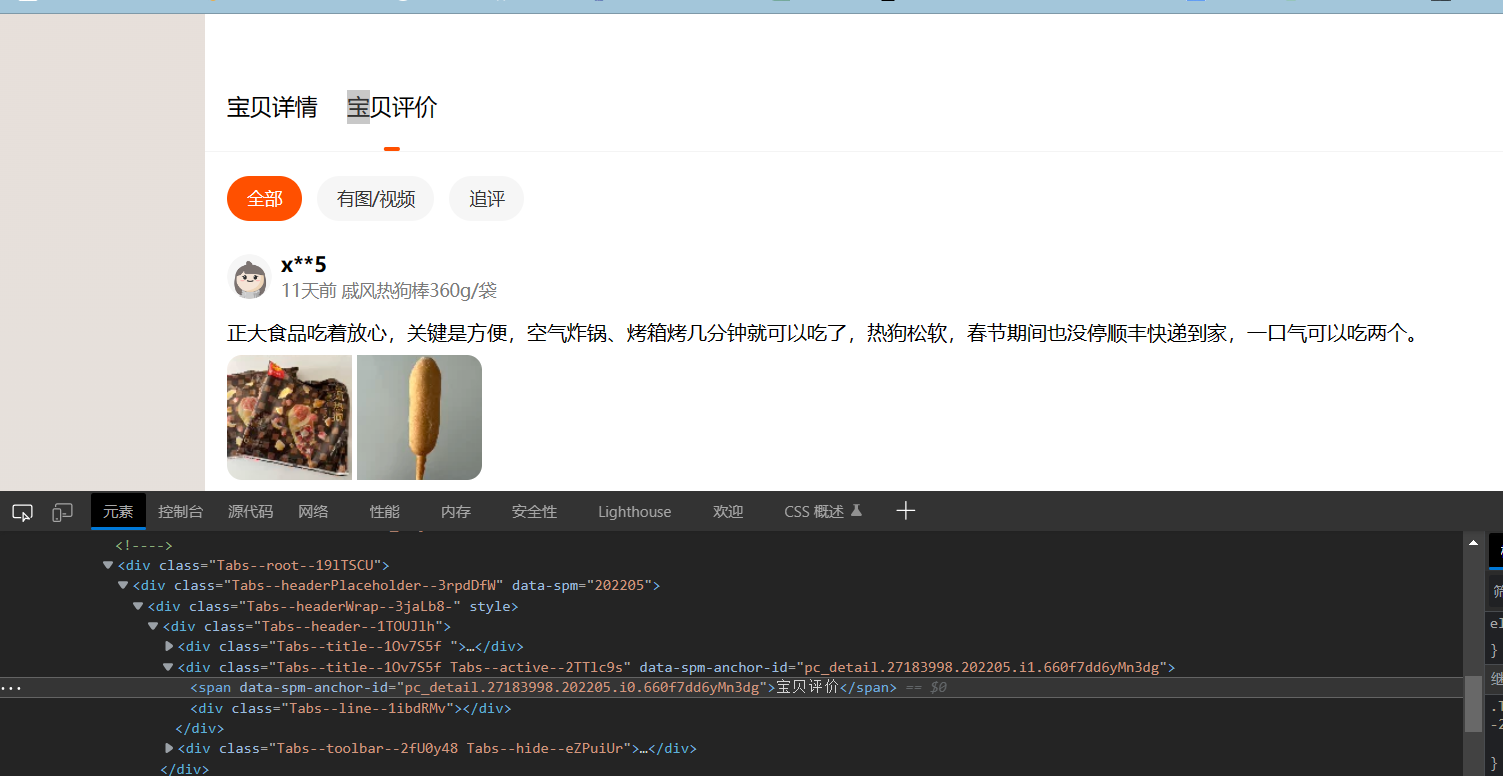 宝贝详情 宝贝评价
全部 有图/视频 追评
x**5
11天前 戚风热狗棒360g/袋
正大食品吃着放心，关键是方便，空气炸锅、烤箱烤几分钟就可以吃了，热狗松软，春节期间也没停顺丰快递到家，一口气可以吃两个。
元素 控制台 源代码 网络 性能 内存 安全性 Lighthouse 欢迎 CSS 概述
<!---->
<div class="Tabs--root--19lTSCU">
<div class="Tabs--headerPlaceholder--3rpdDfW" data-spm="202205">
<div class="Tabs--headerWrap--3jaLb8-" style>
<div class="Tabs--header--1TOUJlh">
<div class="Tabs--title--1Ov7S5f ">…</div>
<div class="Tabs--title--1Ov7S5f Tabs--active--2TTlc9s" data-spm-anchor-id="pc_detail.27183998.202205.i1.660f7dd6yMn3dg">
<span data-spm-anchor-id="pc_detail.27183998.202205.i0.660f7dd6yMn3dg">宝贝评价</span> == $0
<div class="Tabs--line--1ibdRMv"></div>
</div>
<div class="Tabs--toolbar--2fU0y48 Tabs--hide--eZPuiUr">…</div>
</div>